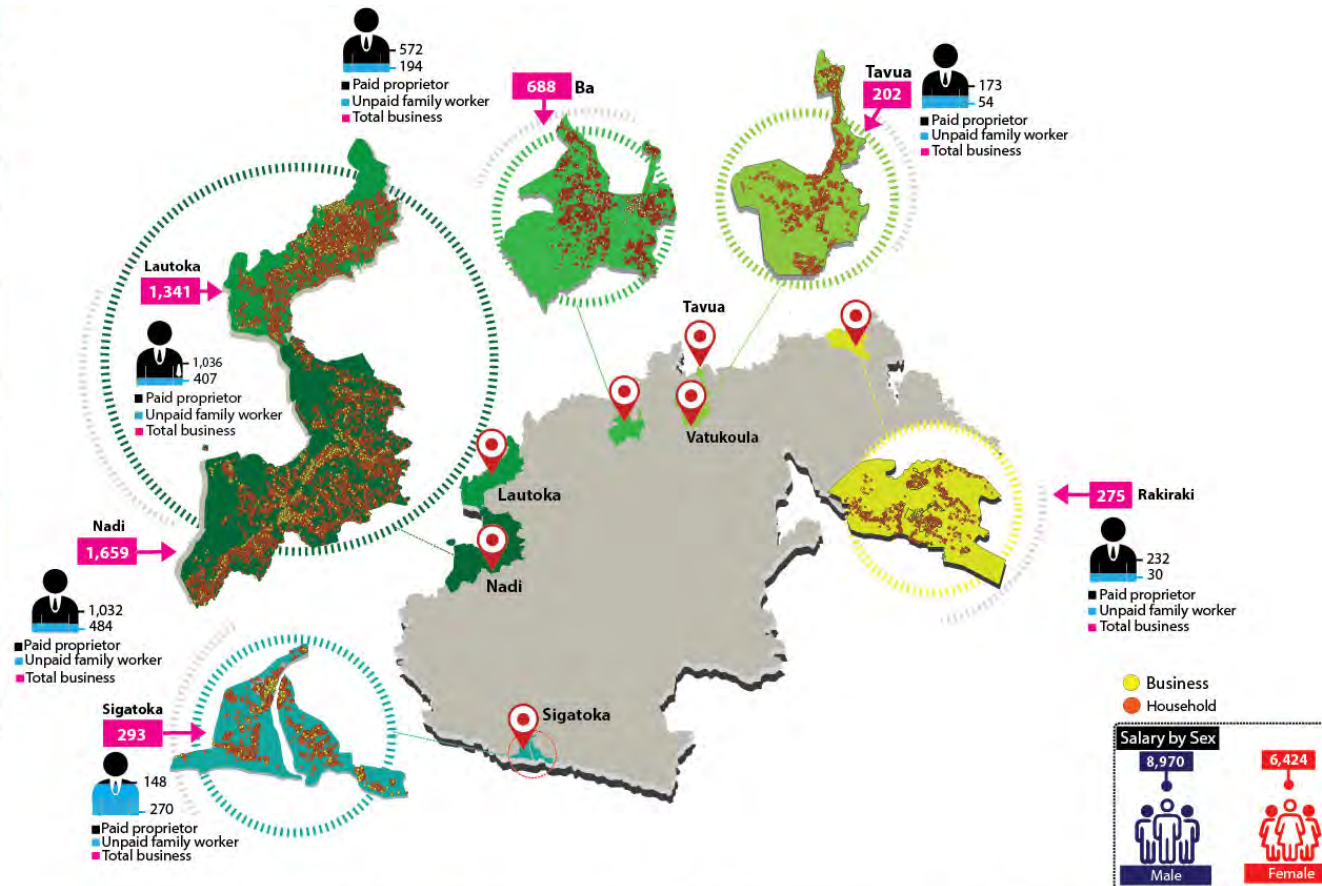 572
194
Paid proprietor
Unpaid family worker
Total business
688 Ba
Tavua
202
173
54
Paid proprietor
Unpaid family worker
Total business
Lautoka
1,341
1,036
407
Paid proprietor
Unpaid family worker
Total business
Tavua
Vatukoula
Lautoka
Nadi
275 Rakiraki
232
30
Paid proprietor
Unpaid family worker
Total business
Nadi
1,659
1,032
484
Paid proprietor
Unpaid family worker
Total business
Sigatoka
293
148
270
Paid proprietor
Unpaid family worker
Total business
Sigatoka
Business
Household
Salary by Sex
8,970
6,424
Male
Female